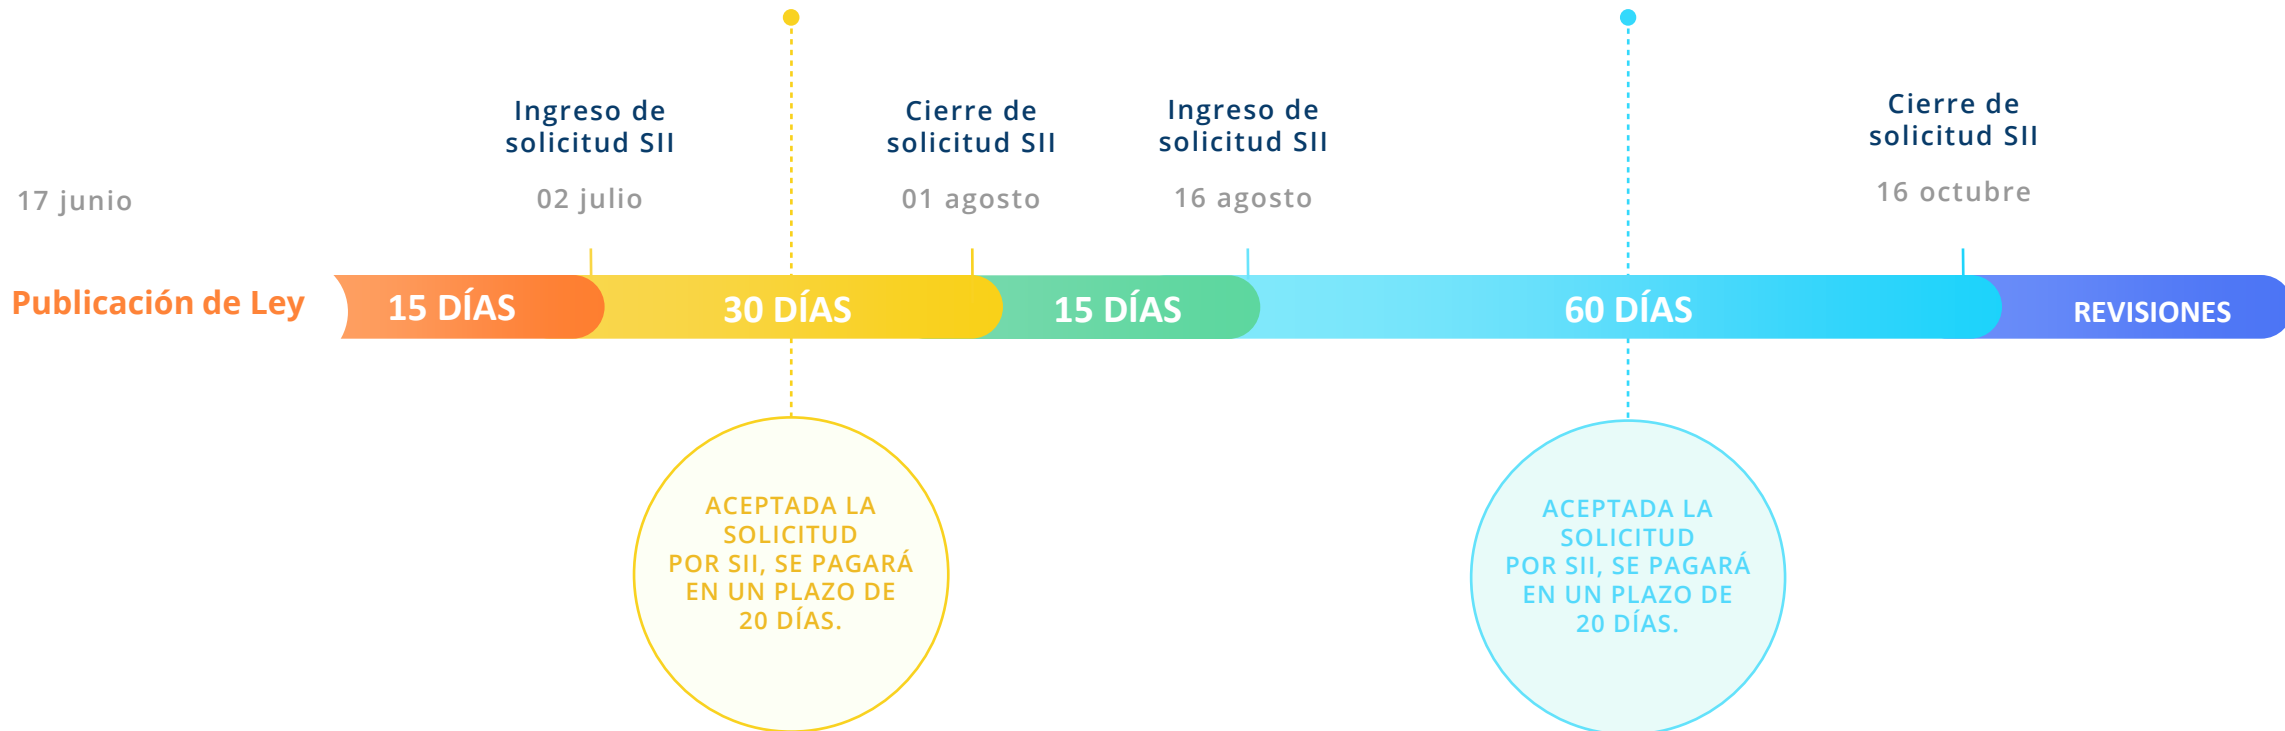 17 junio
Publicación de Ley
Ingreso de
solicitud SII
02 julio
Cierre de
solicitud SII
01 agosto
Ingreso de
solicitud SII
16 agosto
Cierre de
solicitud SII
16 octubre
15 DÍAS
30 DÍAS
15 DÍAS
60 DÍAS
REVISIONES
ACEPTADA LA
SOLICITUD
POR SII, SE PAGARÁ
EN UN PLAZO DE
20 DÍAS.
ACEPTADA LA
SOLICITUD
POR SII, SE PAGARÁ
EN UN PLAZO DE
20 DÍAS.